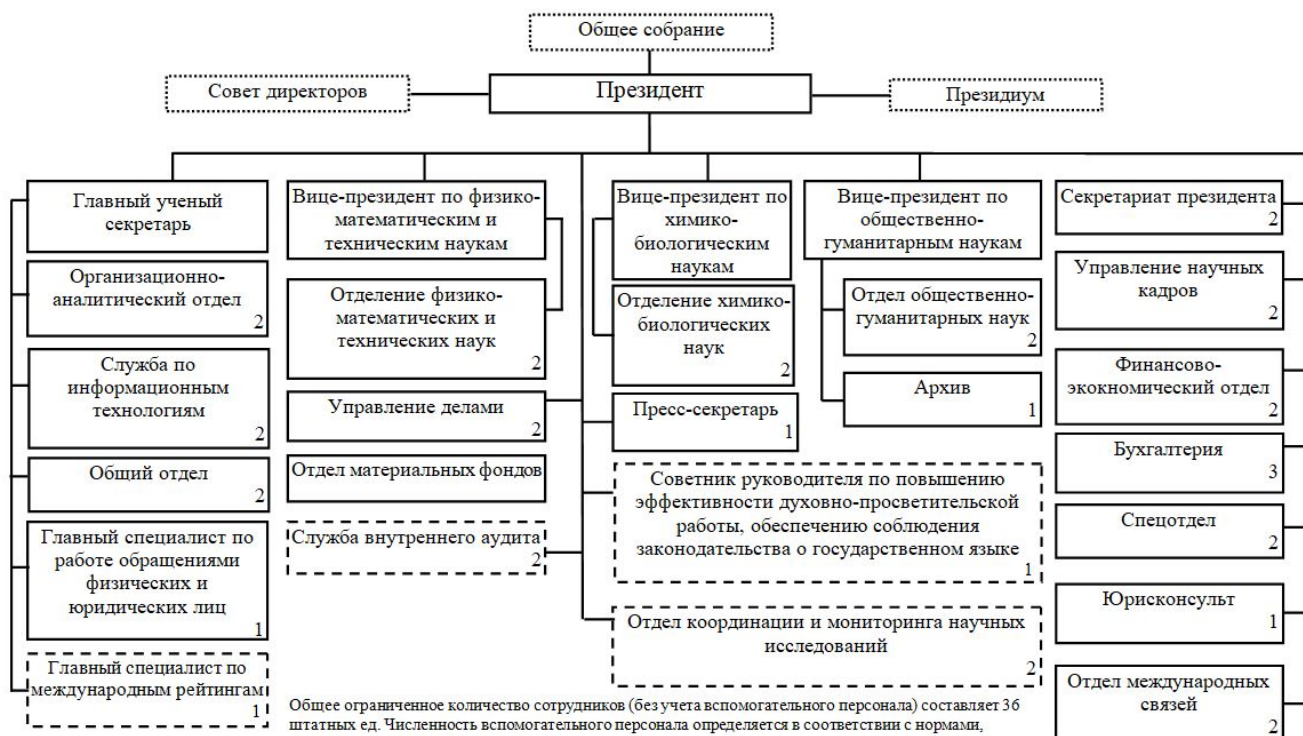 Общее собрание
Совет директоров
Президент
Президиум
Главный ученый
секретарь
Организационно-
аналитический отдел
2
Служба по
информационным
технологиям
2
Общий отдел
2
Главный специалист по
работе обращениями
физических и
юридических лиц
1
Главный специалист по
международным рейтингам
1
Вице-президент по физико-
математическим и
техническим наукам
Отделение физико-
математических и
технических наук
2
Управление делами
2
Отдел материальных фондов
Служба внутреннего аудита
2
Вице-президент по
химико-
биологическим
наукам
Отделение химико-
биологических
наук
2
Пресс-секретарь
1
Вице-президент по
общественно-
гуманитарным наукам
Отдел общественно-
гуманитарных наук
2
Архив
1
Советник руководителя по повышению
эффективности духовно-просветительской
работы, обеспечению соблюдения
законодательства о государственном языке
1
Отдел координации и мониторинга научных
исследований
2
Секретариат президента
2
Управление научных
кадров
2
Финансово-
экокномический отдел
2
Бухгалтерия
3
Спецотдел
2
Юрисконсульт
1
Отдел международных
связей
2
Общее ограниченное количество сотрудников (без учета вспомогательного персонала) составляет 36
штатных ед. Численность вспомогательного персонала определяется в соответствии с нормами,